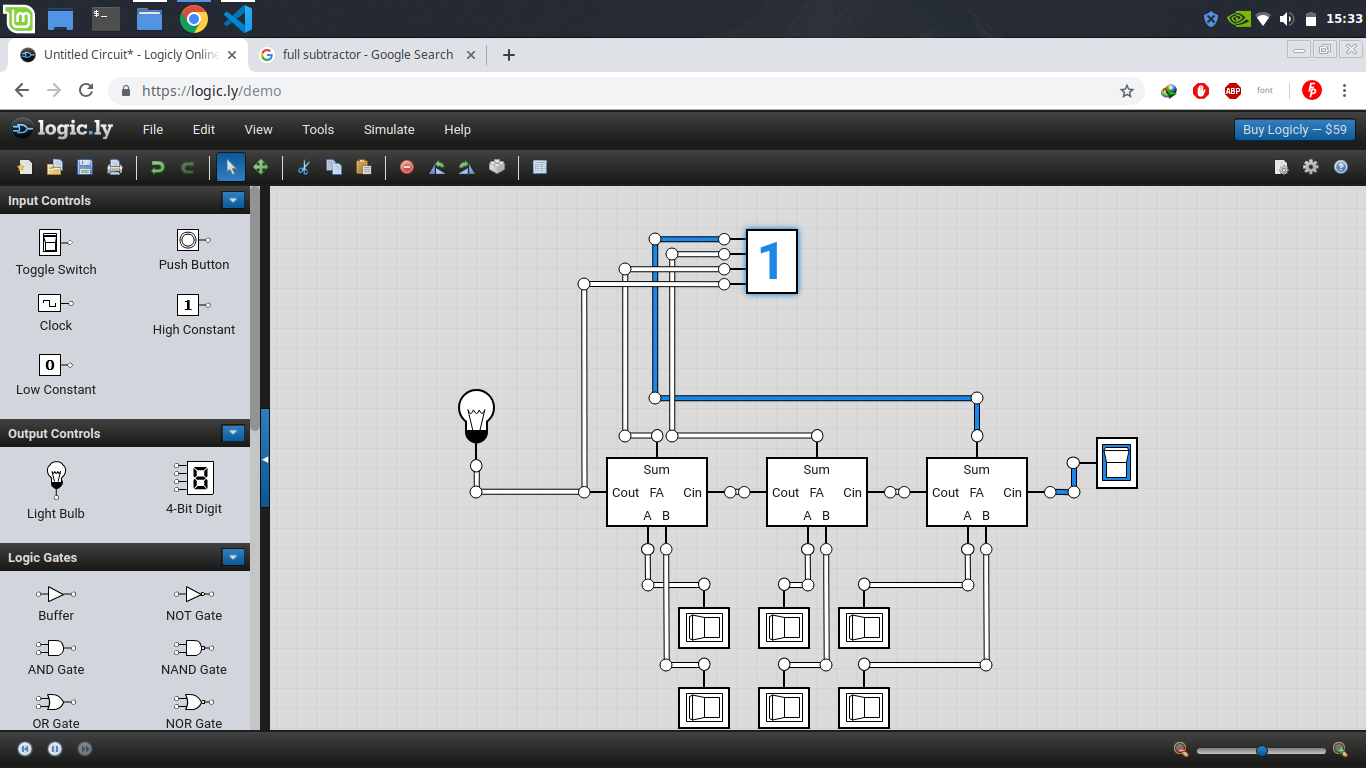 15:33
Untitled Circuit* - Logicly Online
full subtractor - Google Search
https://logic.ly/demo
ABP
font
logic.ly
File Edit View Tools Simulate Help
Buy Logicly — $59
Input Controls
Toggle Switch
Push Button
Clock
1
High Constant
0
Low Constant
Output Controls
Light Bulb
8
4-Bit Digit
Logic Gates
Buffer
NOT Gate
AND Gate
NAND Gate
OR Gate
NOR Gate
1
Sum
Cout FA Cin
A B
Sum
Cout FA Cin
A B
Sum
Cout FA Cin
A B